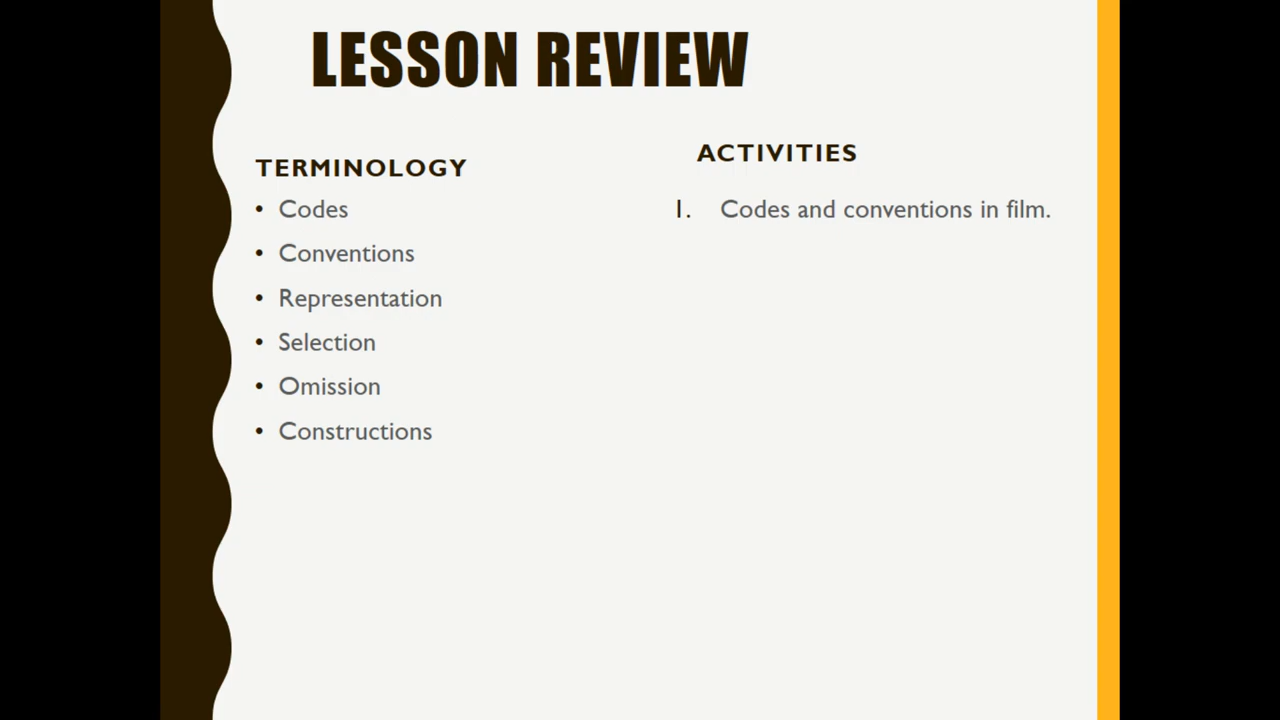 LESSON REVIEW
TERMINOLOGY
• Codes
• Conventions
• Representation
• Selection
• Omission
• Constructions
ACTIVITIES
1. Codes and conventions in film.